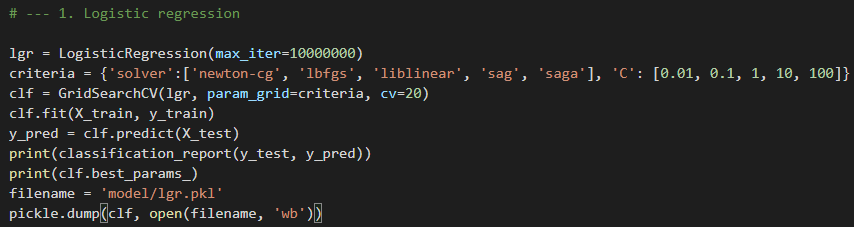 # --- 1. Logistic regression
lgr = LogisticRegression(max_iter=10000000)
criteria = {'solver':['newton-cg', 'lbfgs', 'liblinear', 'sag', 'saga'], 'C': [0.01, 0.1, 1, 10, 100]}
clf = GridSearchCV(lgr, param_grid=criteria, cv=20)
clf.fit(X_train, y_train)
y_pred = clf.predict(X_test)
print(classification_report(y_test, y_pred))
print(clf.best_params_)
filename = 'model/lgr.pkl'
pickle.dump(clf, open(filename, 'wb'))